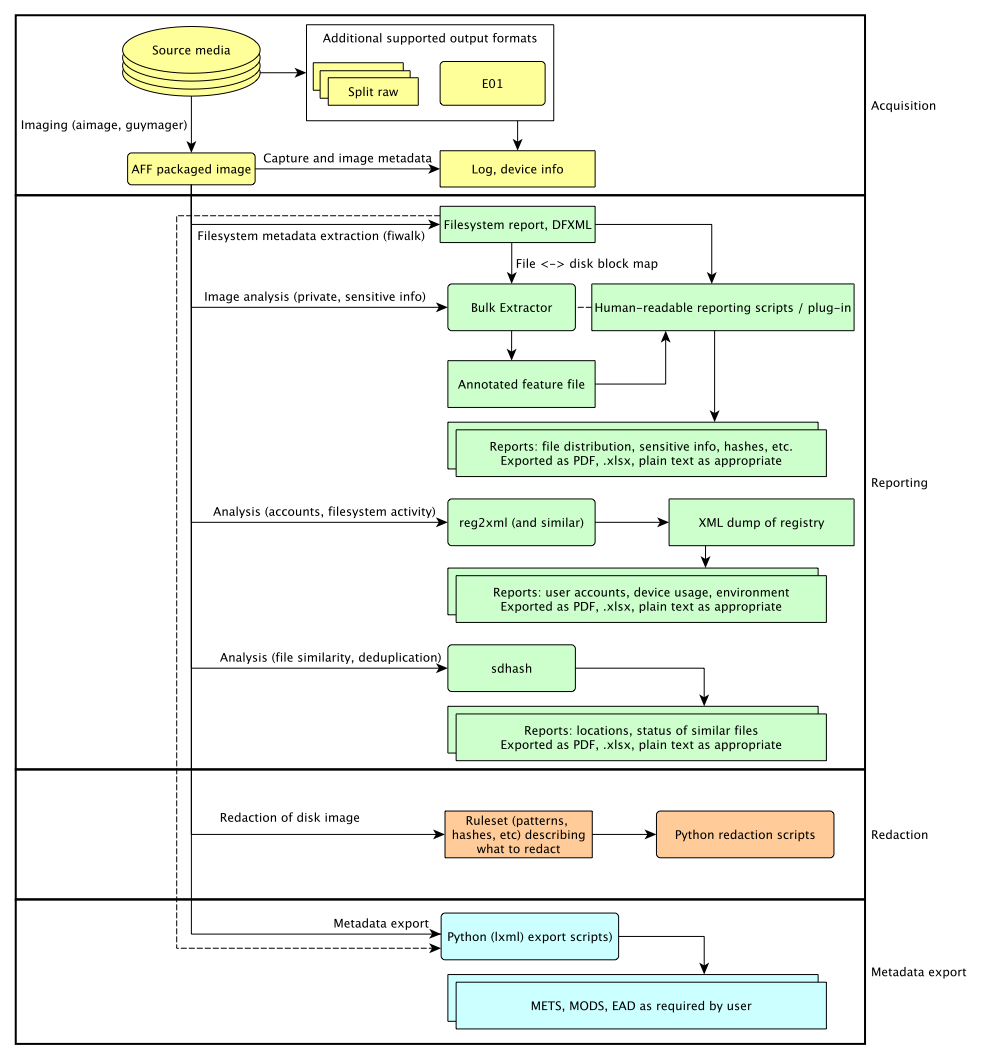 Source media
Additional supported output formats
Split raw
E01
Acquisition
Imaging (aimage, guymager)
AFF packaged image
Capture and image metadata
Log, device info
Filesystem report, DFXML
Filesystem metadata extraction (fiwalk)
File <-> disk block map
Image analysis (private, sensitive info)
Bulk Extractor
Human-readable reporting scripts / plug-in
Annotated feature file
Reports: file distribution, sensitive info, hashes, etc.
Exported as PDF, .xlsx, plain text as appropriate
Reporting
Analysis (accounts, filesystem activity)
reg2xml (and similar)
XML dump of registry
Reports: user accounts, device usage, environment
Exported as PDF, .xlsx, plain text as appropriate
Analysis (file similarity, deduplication)
sdhash
Reports: locations, status of similar files
Exported as PDF, .xlsx, plain text as appropriate
Redaction of disk image
Ruleset (patterns,
hashes, etc) describing
what to redact
Python redaction scripts
Redaction
Metadata export
Python (lxml) export scripts)
Metadata export
METS, MODS, EAD as required by user